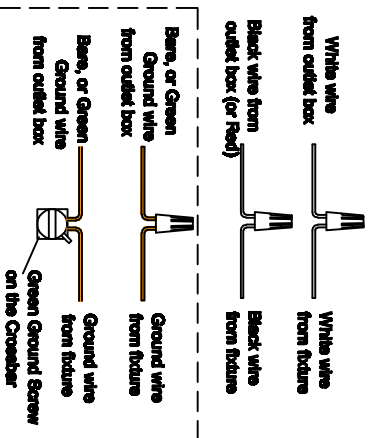 White wire
from outlet box
White wire
from fixture
Black wire from
outlet box (or Red)
Black wire
from fixture
Bare, or Green
Ground wire
from outlet box
Ground wire
from fixture
Bare, or Green
Ground wire
from outlet box
Ground wire
from fixture
Green Ground Screw
on the Crossbar